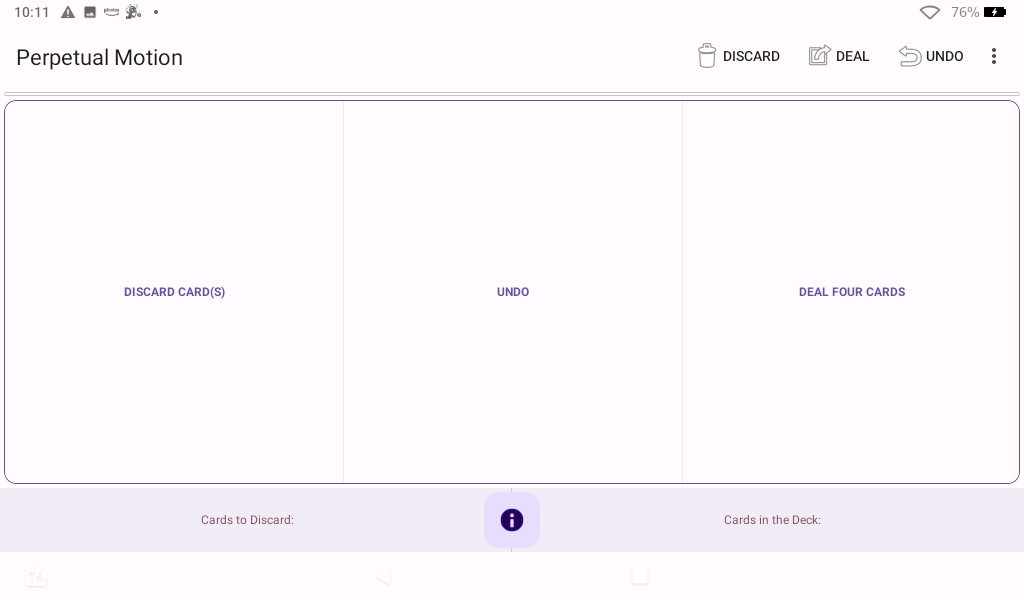 10:11
76%
Perpetual Motion
DISCARD
DEAL
UNDO
DISCARD CARD(S)
UNDO
DEAL FOUR CARDS
Cards to Discard:
Cards in the Deck: